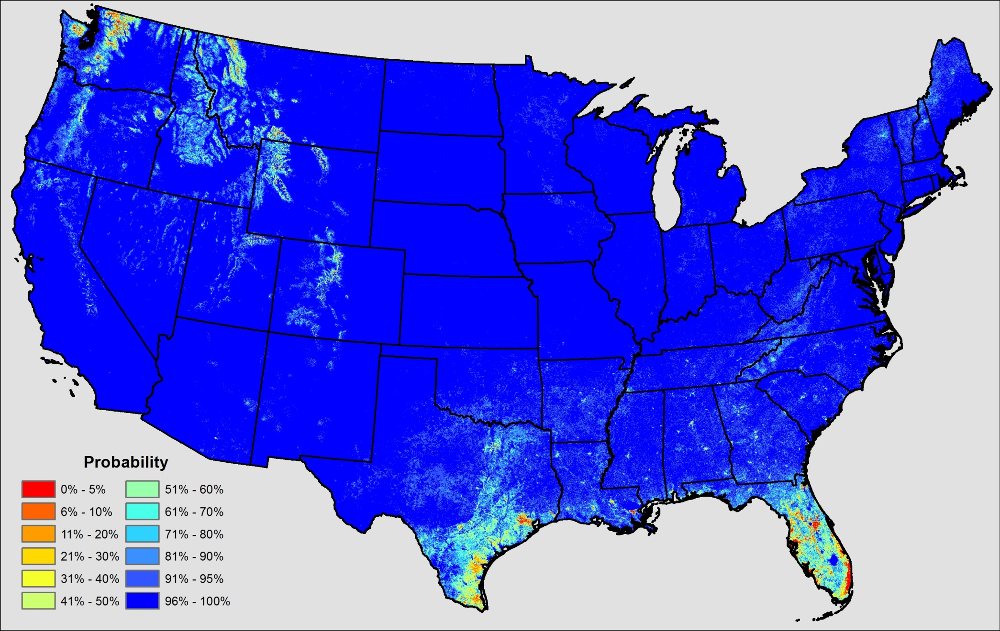 Probability
0% - 5% 51% - 60%
6% - 10% 61% - 70%
11% - 20% 71% - 80%
21% - 30% 81% - 90%
31% - 40% 91% - 95%
41% - 50% 96% - 100%